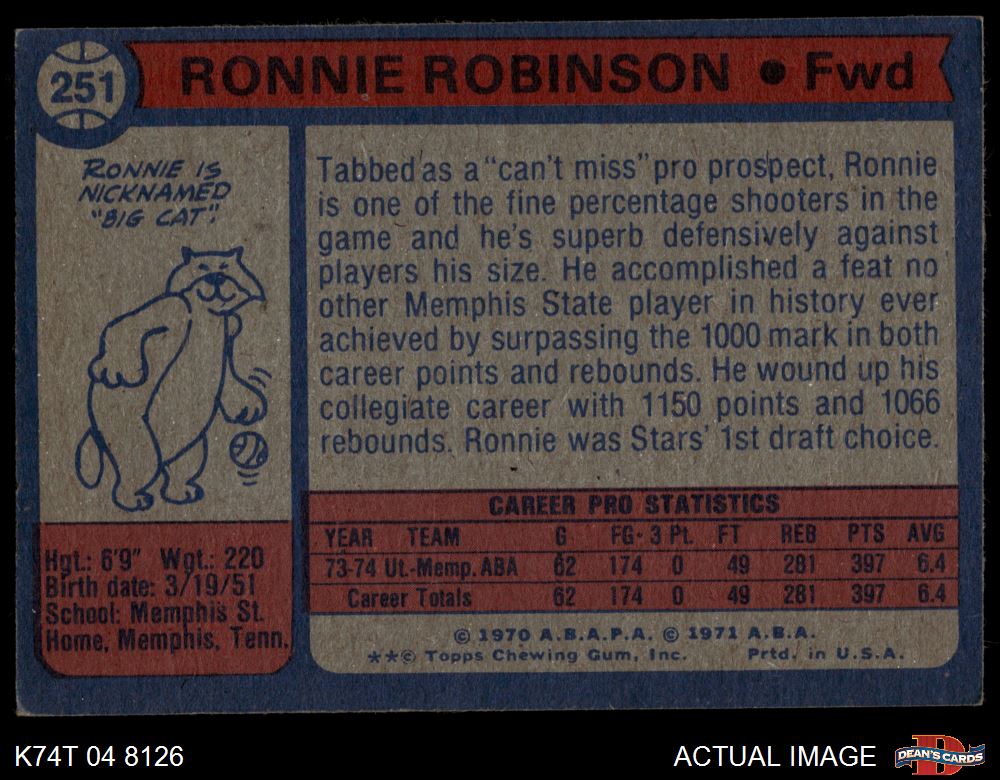 251
RONNIE ROBINSON • Fwd
RONNIE IS
NICKNAMED
"BIG CAT".
Tabbed as a "can't miss" pro prospect, Ronnie
is one of the fine percentage shooters in the
game and he's superb defensively against
players his size. He accomplished a feat no
other Memphis State player in history ever
achieved by surpassing the 1000 mark in both
career points and rebounds. He wound up his
collegiate career with 1150 points and 1066
rebounds. Ronnie was Stars' 1st draft choice.
Hgt.: 6'9" Wgt.: 220
Birth date: 3/19/51
School: Memphis St.
Home, Memphis, Tenn.
CAREER PRO STATISTICS
YEAR TEAM G FG- 3 Pt. FT REB PTS AVG
73-74 Ut.-Memp. ABA 62 174 0 49 281 397 6.4
Career Totals 62 174 0 49 281 397 6.4
© 1970 A.B.A.P.A. © 1971 A.B.A.
★★© Topps Chewing Gum, Inc. Prtd. in U.S.A.
K74T 04 8126
ACTUAL IMAGE
D
DEAN'S CARDS